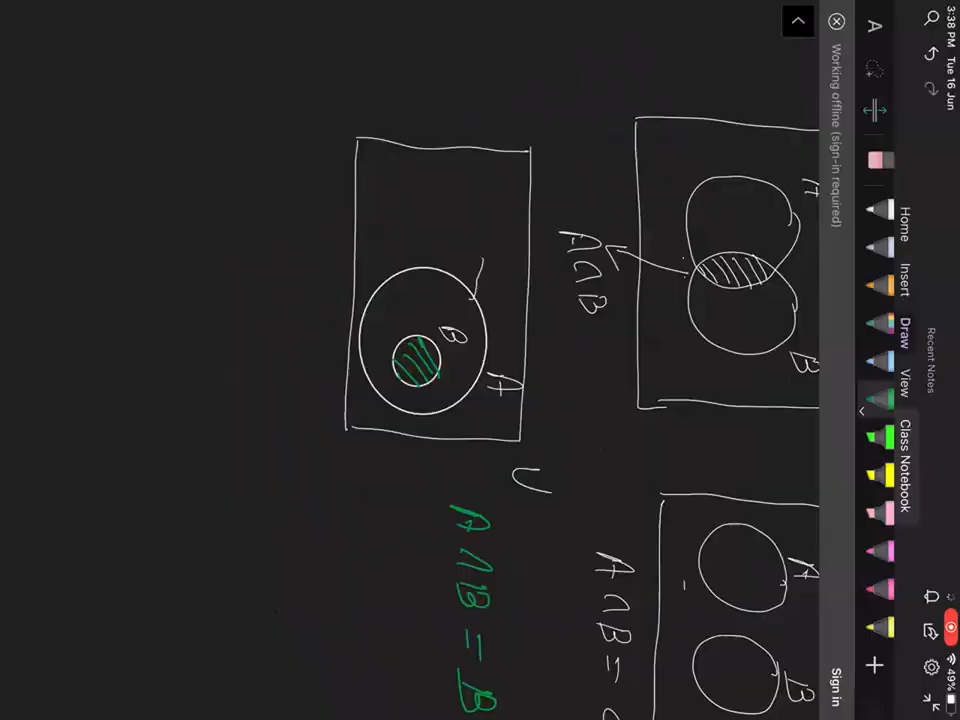 3:38 PM Tue 16 Jun
49%
Recent Notes
Home Insert Draw View Class Notebook
Working offline (sign-in required)
Sign in
A
B
A
B
A∩B
A∩B=
B
A
U
A∩B=B